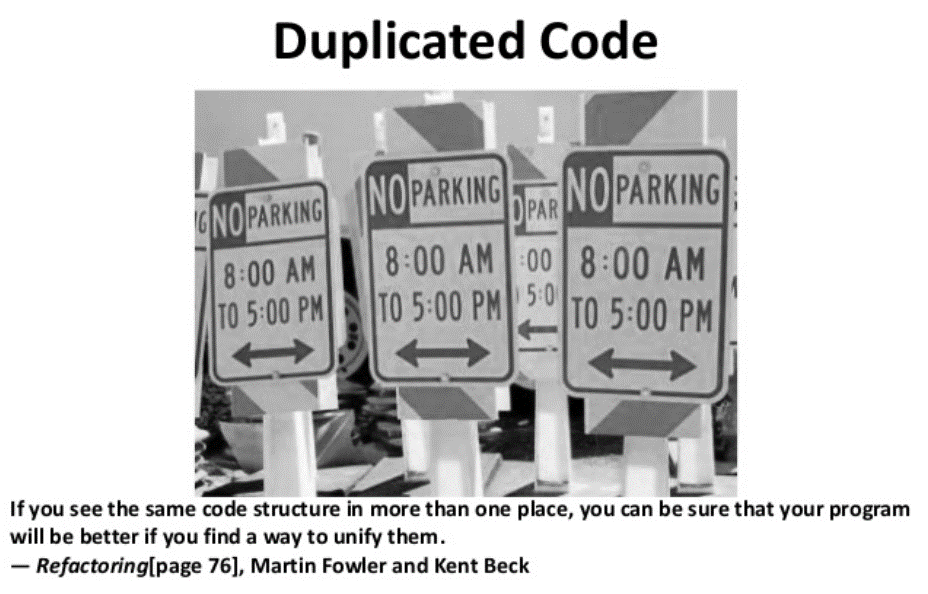 Duplicated Code
NO PARKING
8:00 AM
TO 5:00 PM
NO PARKING
8:00 AM
TO 5:00 PM
NO PARKING
8:00 AM
TO 5:00 PM
If you see the same code structure in more than one place, you can be sure that your program
will be better if you find a way to unify them.
— Refactoring[page 76], Martin Fowler and Kent Beck